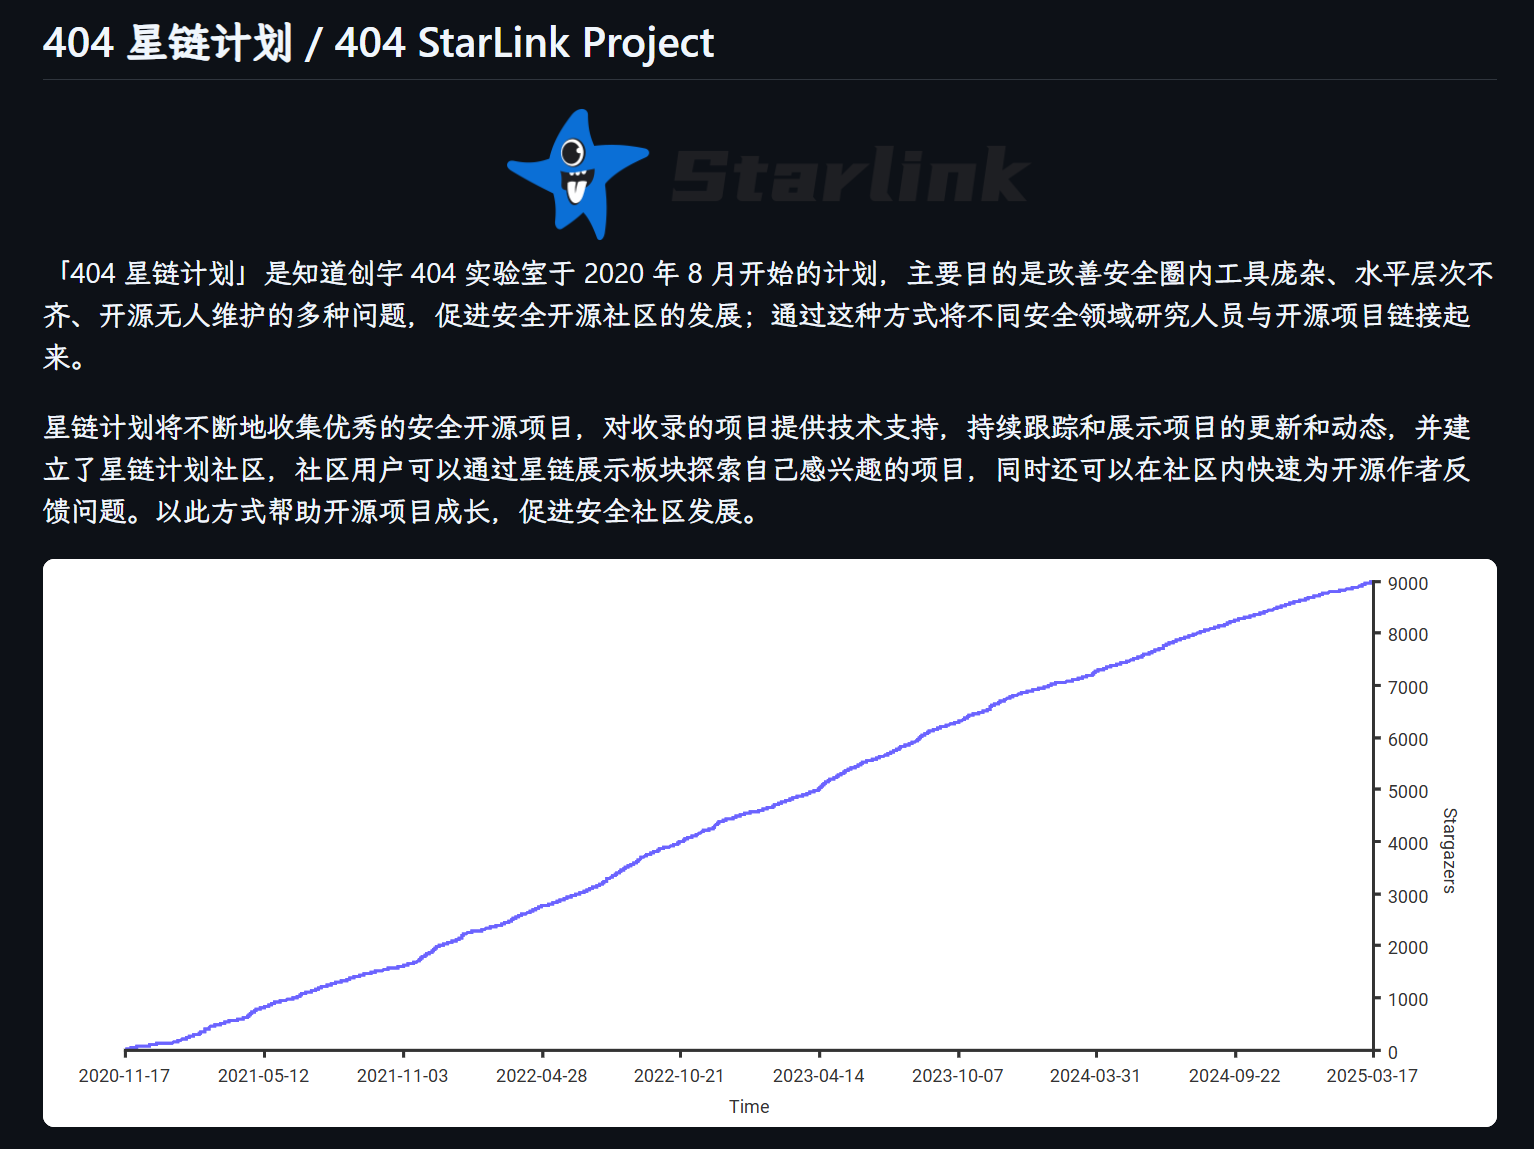 404 星链计划 / 404 StarLink Project
Starlink
「404 星链计划」是知道创宇 404 实验室于 2020 年 8 月开始的计划，主要目的是改善安全圈内工具庞杂、水平层次不
齐、开源无人维护的多种问题，促进安全开源社区的发展；通过这种方式将不同安全领域研究人员与开源项目链接起
来。
星链计划将不断地收集优秀的安全开源项目，对收录的项目提供技术支持，持续跟踪和展示项目的更新和动态，并建
立了星链计划社区，社区用户可以通过星链展示板块探索自己感兴趣的项目，同时还可以在社区内快速为开源作者反
馈问题。以此方式帮助开源项目成长，促进安全社区发展。
9000
8000
7000
6000
5000
4000
3000
2000
1000
0
Stargazers
2020-11-17 2021-05-12 2021-11-03 2022-04-28 2022-10-21 2023-04-14 2023-10-07 2024-03-31 2024-09-22 2025-03-17
Time